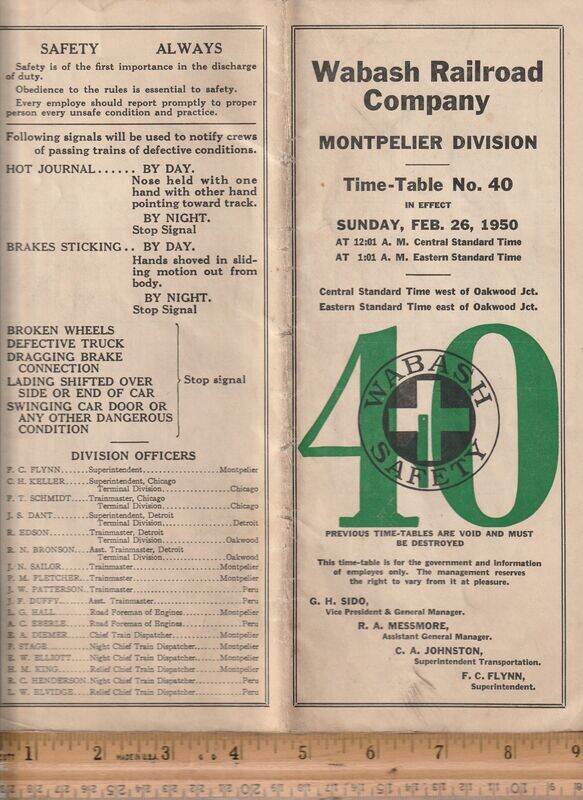 SAFETY ALWAYS
Safety is of the first importance in the discharge
of duty.
Obedience to the rules is essential to safety.
Every employe should report promptly to proper
person every unsafe condition and practice.
Following signals will be used to notify crews
of passing trains of defective conditions.
HOT JOURNAL...... BY DAY.
Nose held with one
hand with other hand
pointing toward track.
BY NIGHT.
Stop Signal
BRAKES STICKING.. BY DAY.
Hands shoved in slid-
ing motion out from
body.
BY NIGHT.
Stop Signal
BROKEN WHEELS
DEFECTIVE TRUCK
DRAGGING BRAKE
CONNECTION
LADING SHIFTED OVER
SIDE OR END OF CAR
SWINGING CAR DOOR OR
ANY OTHER DANGEROUS
CONDITION
Stop signal
DIVISION OFFICERS
F. C. FLYNN......Superintendent......Montpelier
C. H. KELLER......Superintendent, Chicago
Terminal Division......Chicago
F. T. SCHMIDT....Trainmaster, Chicago
Terminal Division......Chicago
J. S. DANT......Superintendent, Detroit
Terminal Division......Detroit
R. EDSON......Trainmaster, Detroit
Terminal Division......Oakwood
R. N. BRONSON...Asst. Trainmaster, Detroit
Terminal Division......Oakwood
J. N. SAILOR......Trainmaster......Montpelier
P. M. FLETCHER...Trainmaster......Montpelier
J. W. PATTERSON.Trainmaster......Peru
J. F. DUFFY......Asst. Trainmaster......Peru
L. G. HALL......Road Foreman of Engines......Montpelier
A. C. EBERLE......Road Foreman of Engines......Peru
E. A. DIEMER......Chief Train Dispatcher......Montpelier
F. STAGE......Night Chief Train Dispatcher......Montpelier
E. W. ELLIOTT....Night Chief Train Dispatcher......Montpelier
H. M. KING......Relief Chief Train Dispatcher......Montpelier
R. C. HENDERSON Night Chief Train Dispatcher......Peru
L. W. ELVIDGE....Relief Chief Train Dispatcher......Peru
Wabash Railroad
Company
MONTPELIER DIVISION
Time-Table No. 40
IN EFFECT
SUNDAY, FEB. 26, 1950
AT 12:01 A. M. Central Standard Time
AT 1:01 A.M. Eastern Standard Time
Central Standard Time west of Oakwood Jct.
Eastern Standard Time east of Oakwood Jct.
40
WABASH
SAFETY
PREVIOUS TIME-TABLES ARE VOID AND MUST
BE DESTROYED
This time-table is for the government and information
of employes only. The management reserves
the right to vary from it at pleasure.
G. H. SIDO,
Vice President & General Manager.
R. A. MESSMORE,
Assistant General Manager.
C. A. JOHNSTON,
Superintendent Transportation.
F. C. FLYNN,
Superintendent.
1 2 MADE IN U.S.A. 3 4 5 6 7 8 9